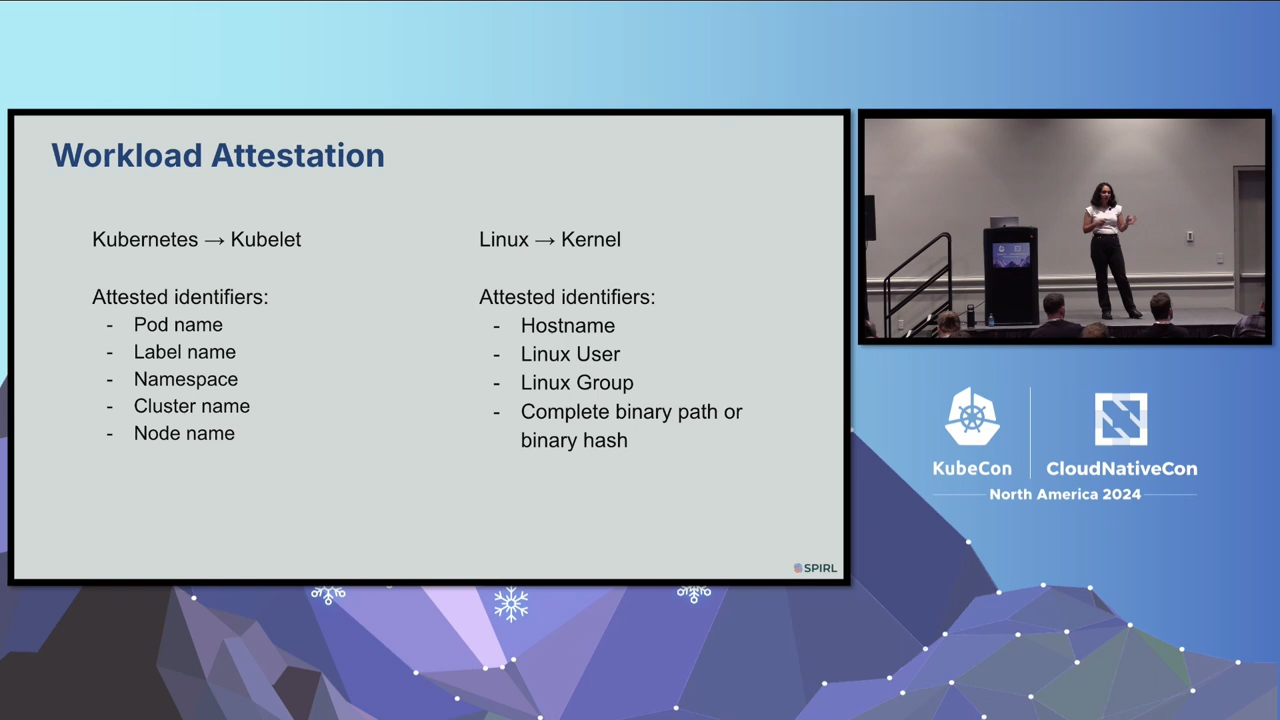 Workload Attestation
Kubernetes → Kubelet
Attested identifiers:
- Pod name
- Label name
- Namespace
- Cluster name
- Node name
Linux → Kernel
Attested identifiers:
- Hostname
- Linux User
- Linux Group
- Complete binary path or
binary hash
SPIRL
KubeCon
CloudNativeCon
North America 2024